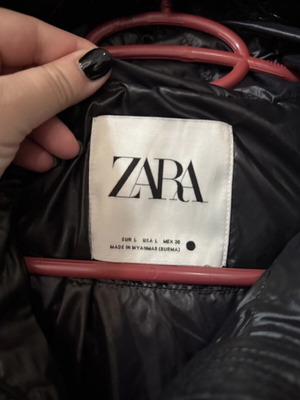 ZARA
EUR L USA L MEX 30
MADE IN MYANMAR (BURMA)